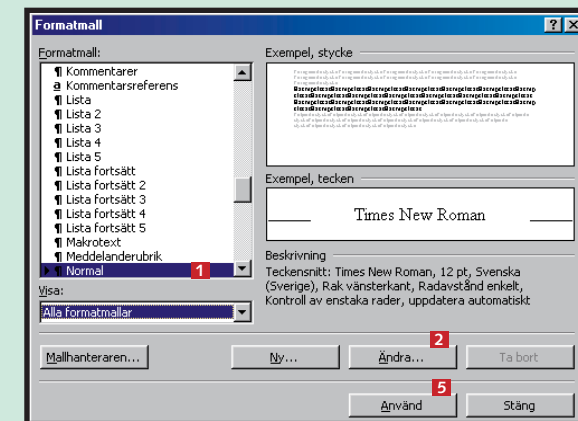 Formatmall
Formatmall:
¶ Kommentarer
a Kommentarsreferens
¶ Lista
¶ Lista 2
¶ Lista 3
¶ Lista 4
¶ Lista 5
¶ Lista fortsätt
¶ Lista fortsätt 2
¶ Lista fortsätt 3
¶ Lista fortsätt 4
¶ Lista fortsätt 5
¶ Makrotext
¶ Meddelanderubrik
¶ Normal 1
Visa:
Alla formatmallar
Exempel, stycke
Exempel, tecken
Times New Roman
Beskrivning
Teckensnitt: Times New Roman, 12 pt, Svenska
(Sverige), Rak vänsterkant, Radavstånd enkelt,
Kontroll av enstaka rader, uppdatera automatiskt
2
Mallhanteraren... Ny... Ändra... Ta bort
5
Använd Stäng